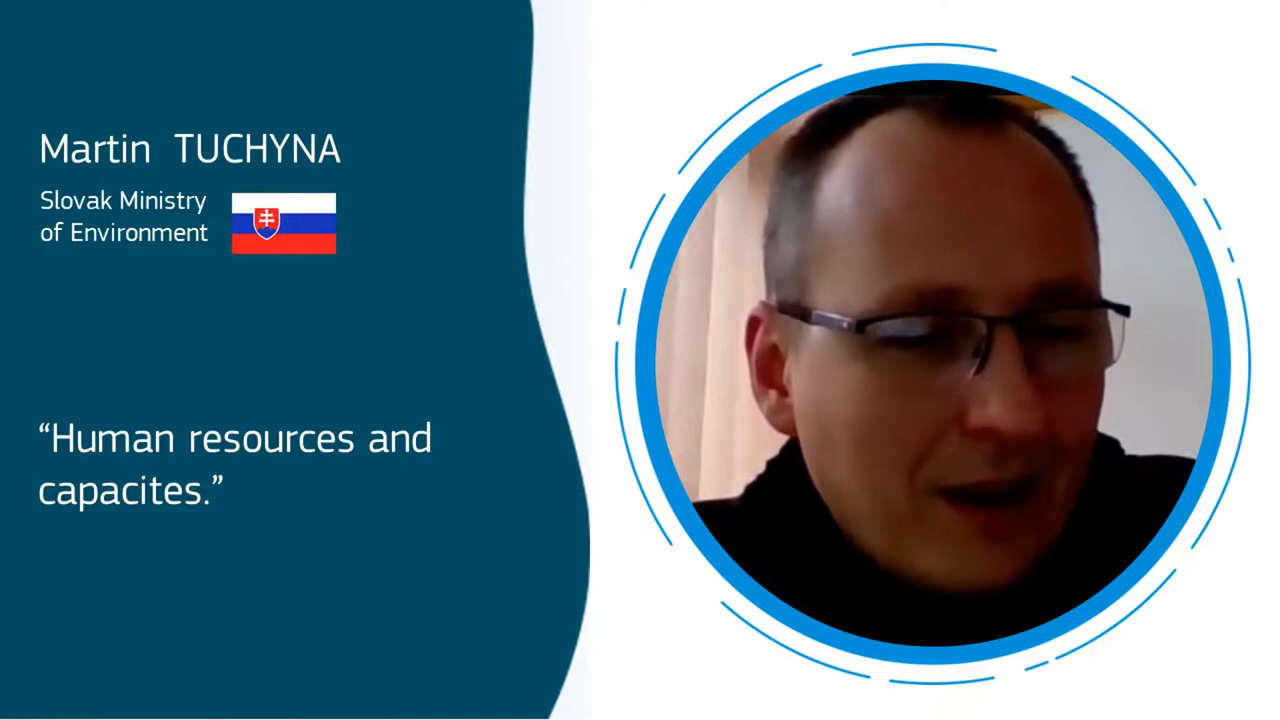 Martin TUCHYNA
Slovak Ministry
of Environment
“Human resources and
capacites.”